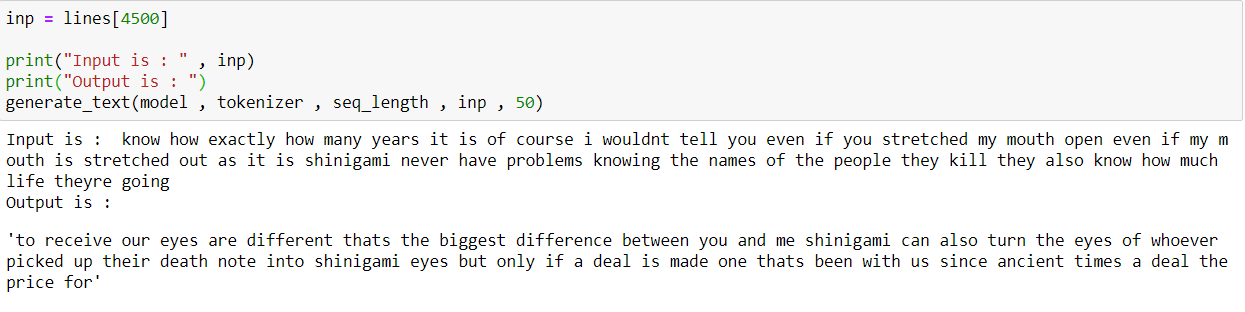 inp = lines[4500]
print("Input is : " , inp)
print("Output is : ")
generate_text(model , tokenizer , seq_length , inp , 50)
Input is :  know how exactly how many years it is of course i wouldnt tell you even if you stretched my mouth open even if my m
outh is stretched out as it is shinigami never have problems knowing the names of the people they kill they also know how much
life theyre going
Output is :
'to receive our eyes are different thats the biggest difference between you and me shinigami can also turn the eyes of whoever
picked up their death note into shinigami eyes but only if a deal is made one thats been with us since ancient times a deal the
price for'